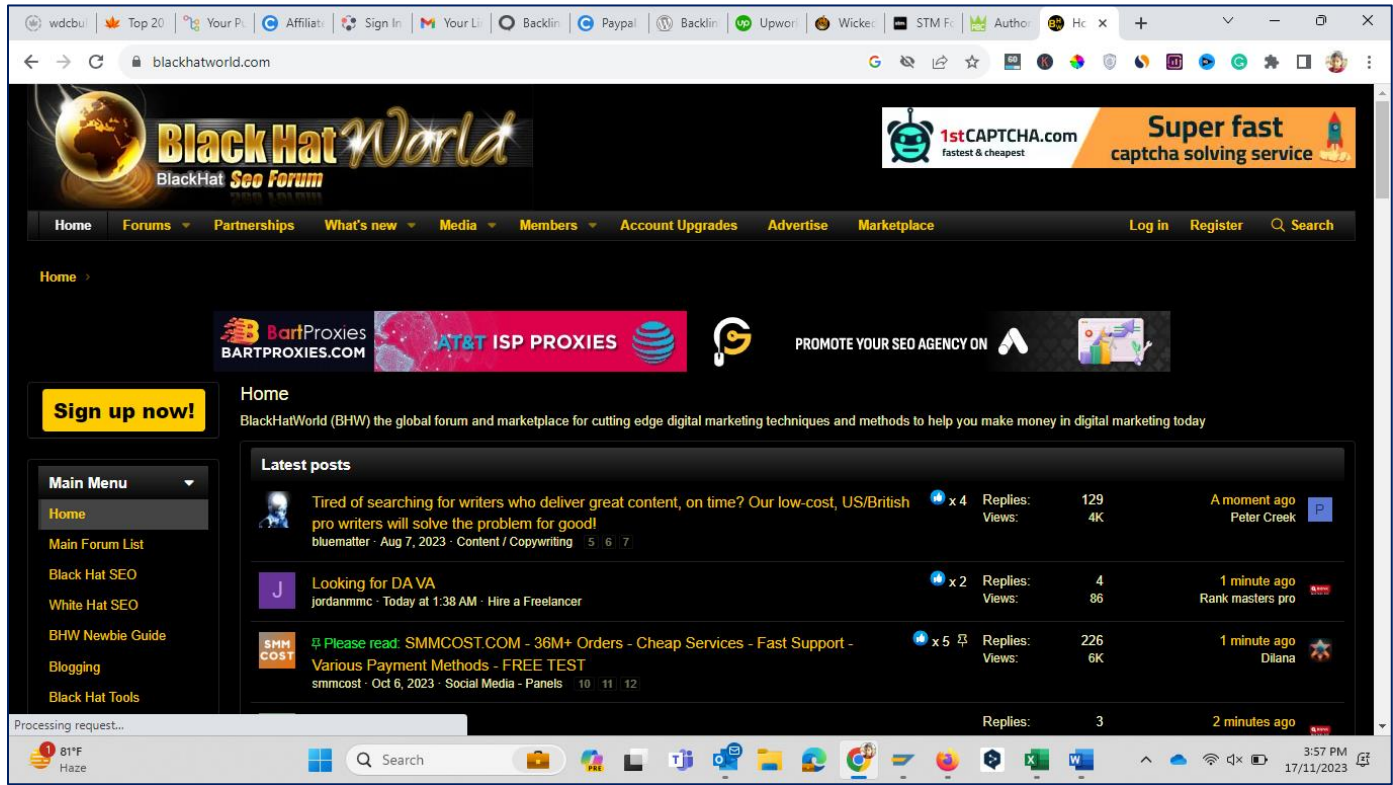 wdcbul
Top 20
Your Pu
Affiliat
Sign In
Your Li
Backlin
Paypal
Backlin
Upwor
Wicke
STM Fo
Author
Ho
blackhatworld.com
BlackHat World
BlackHat Seo Forum
1stCAPTCHA.com
fastest & cheapest
Super fast
captcha solving service
Home Forums Partnerships What's new Media Members Account Upgrades Advertise Marketplace Log in Register Search
Home
BartProxies
BARTPROXIES.COM
AT&T ISP PROXIES
PROMOTE YOUR SEO AGENCY ON
Sign up now!
Home
BlackHatWorld (BHW) the global forum and marketplace for cutting edge digital marketing techniques and methods to help you make money in digital marketing today
Main Menu
Home
Main Forum List
Black Hat SEO
White Hat SEO
BHW Newbie Guide
Blogging
Black Hat Tools
Latest posts
Tired of searching for writers who deliver great content, on time? Our low-cost, US/British
pro writers will solve the problem for good!
bluematter · Aug 7, 2023 · Content / Copywriting 5 6 7
x 4
Replies: 129
Views: 4K
A moment ago
Peter Creek
P
J
Looking for DA VA
jordanmmc · Today at 1:38 AM · Hire a Freelancer
x 2
Replies: 4
Views: 86
1 minute ago
Rank masters pro
SMM
COST
Please read: SMMCOST.COM - 36M+ Orders - Cheap Services - Fast Support -
Various Payment Methods - FREE TEST
smmcost · Oct 6, 2023 · Social Media - Panels 10 11 12
x 5
Replies: 226
Views: 6K
1 minute ago
Dilana
Replies: 3
2 minutes ago
Processing request...
1
81°F
Haze
Search
PRE
3:57 PM
17/11/2023